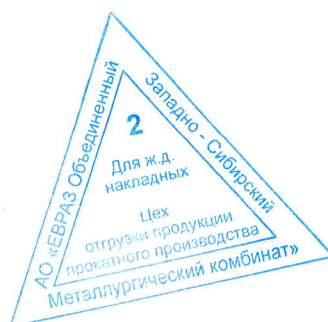 АО «ЕВРАЗ Объединенный
Западно - Сибирский
Металлургический комбинат»
2
Для ж.д.
накладных
Цех
отгрузки продукции
прокатного производства